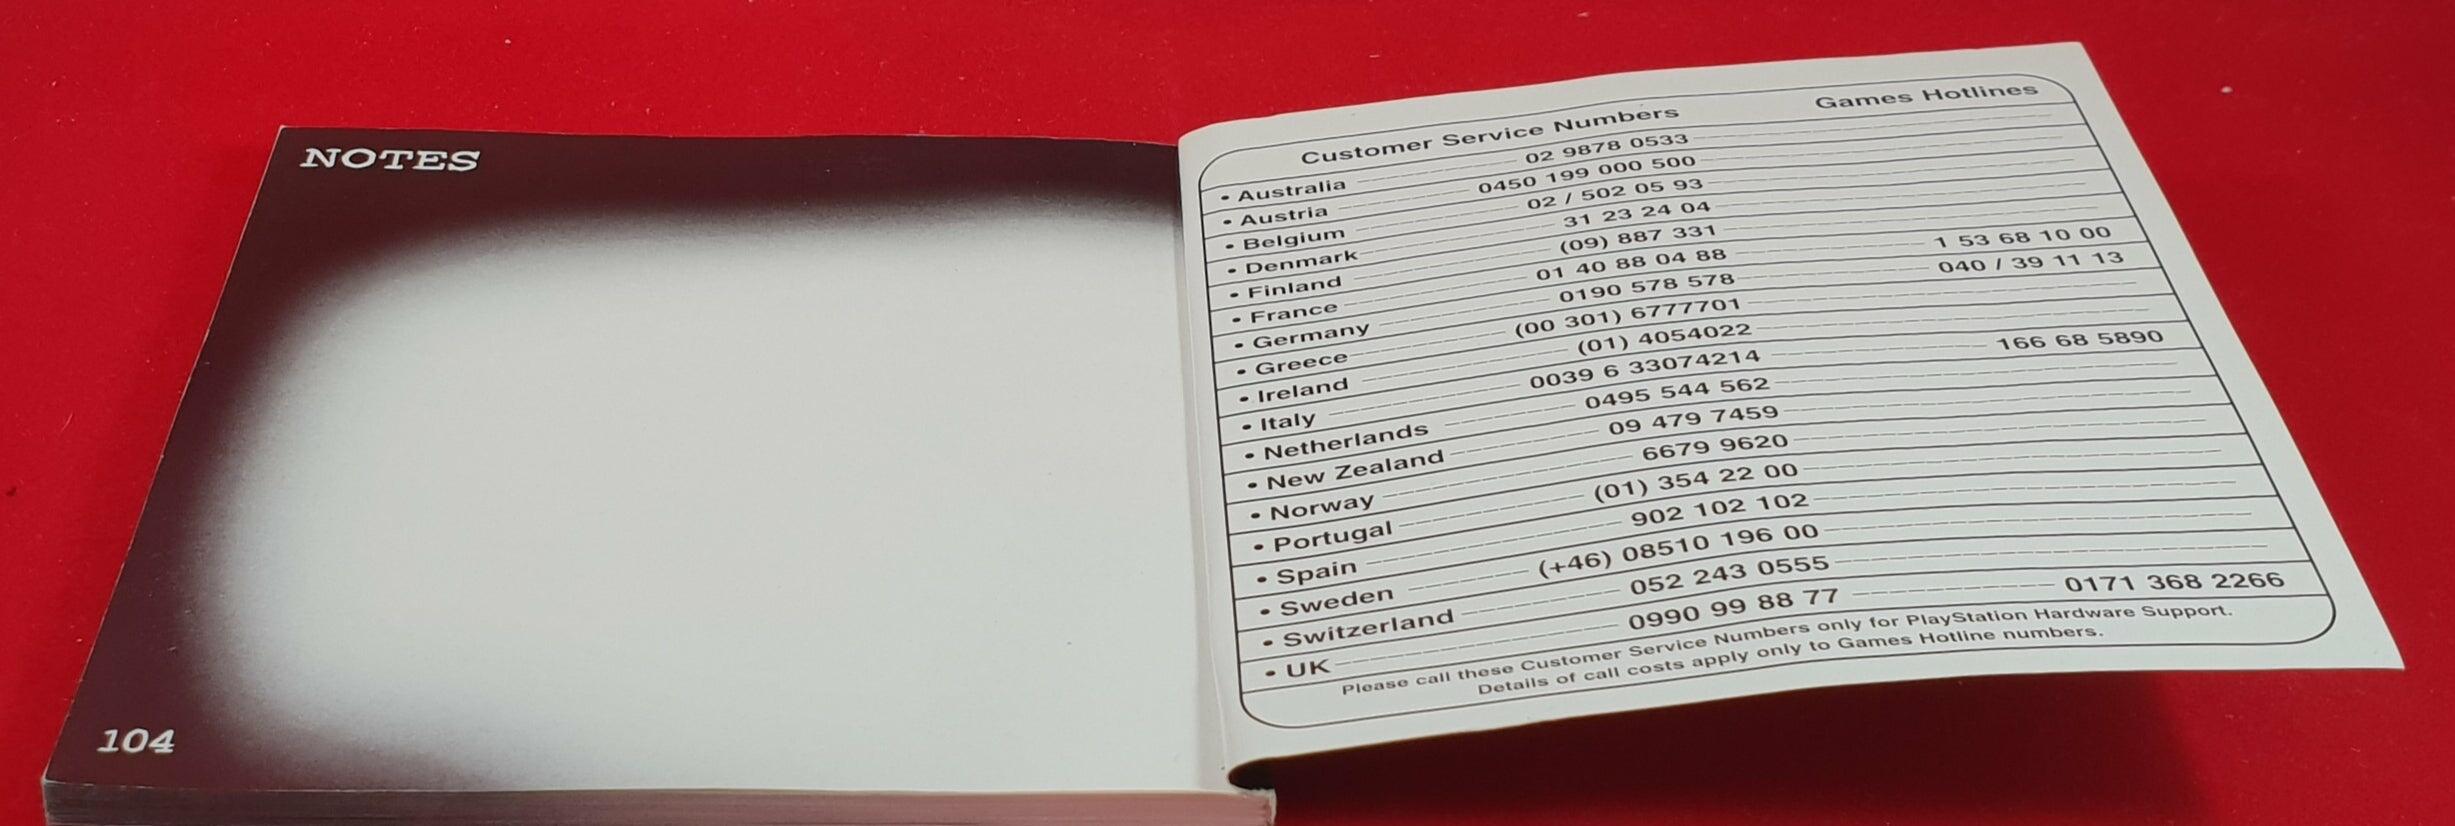 NOTES
104
Customer Service Numbers Games Hotlines
• Australia 02 9878 0533
• Austria 0450 199 000 500
• Belgium 02 / 502 05 93
• Denmark 31 23 24 04
• Finland (09) 887 331
• France 01 40 88 04 88 1 53 68 10 00
• Germany 0190 578 578 040 / 39 11 13
• Greece (00 301) 6777701
• Ireland (01) 4054022
• Italy 0039 6 33074214 166 68 5890
• Netherlands 0495 544 562
• New Zealand 09 479 7459
• Norway 6679 9620
• Portugal (01) 354 22 00
• Spain 902 102 102
• Sweden (+46) 08510 196 00
• Switzerland 052 243 0555
• UK 0990 99 88 77 0171 368 2266
Please call these Customer Service Numbers only for PlayStation Hardware Support.
Details of call costs apply only to Games Hotline numbers.